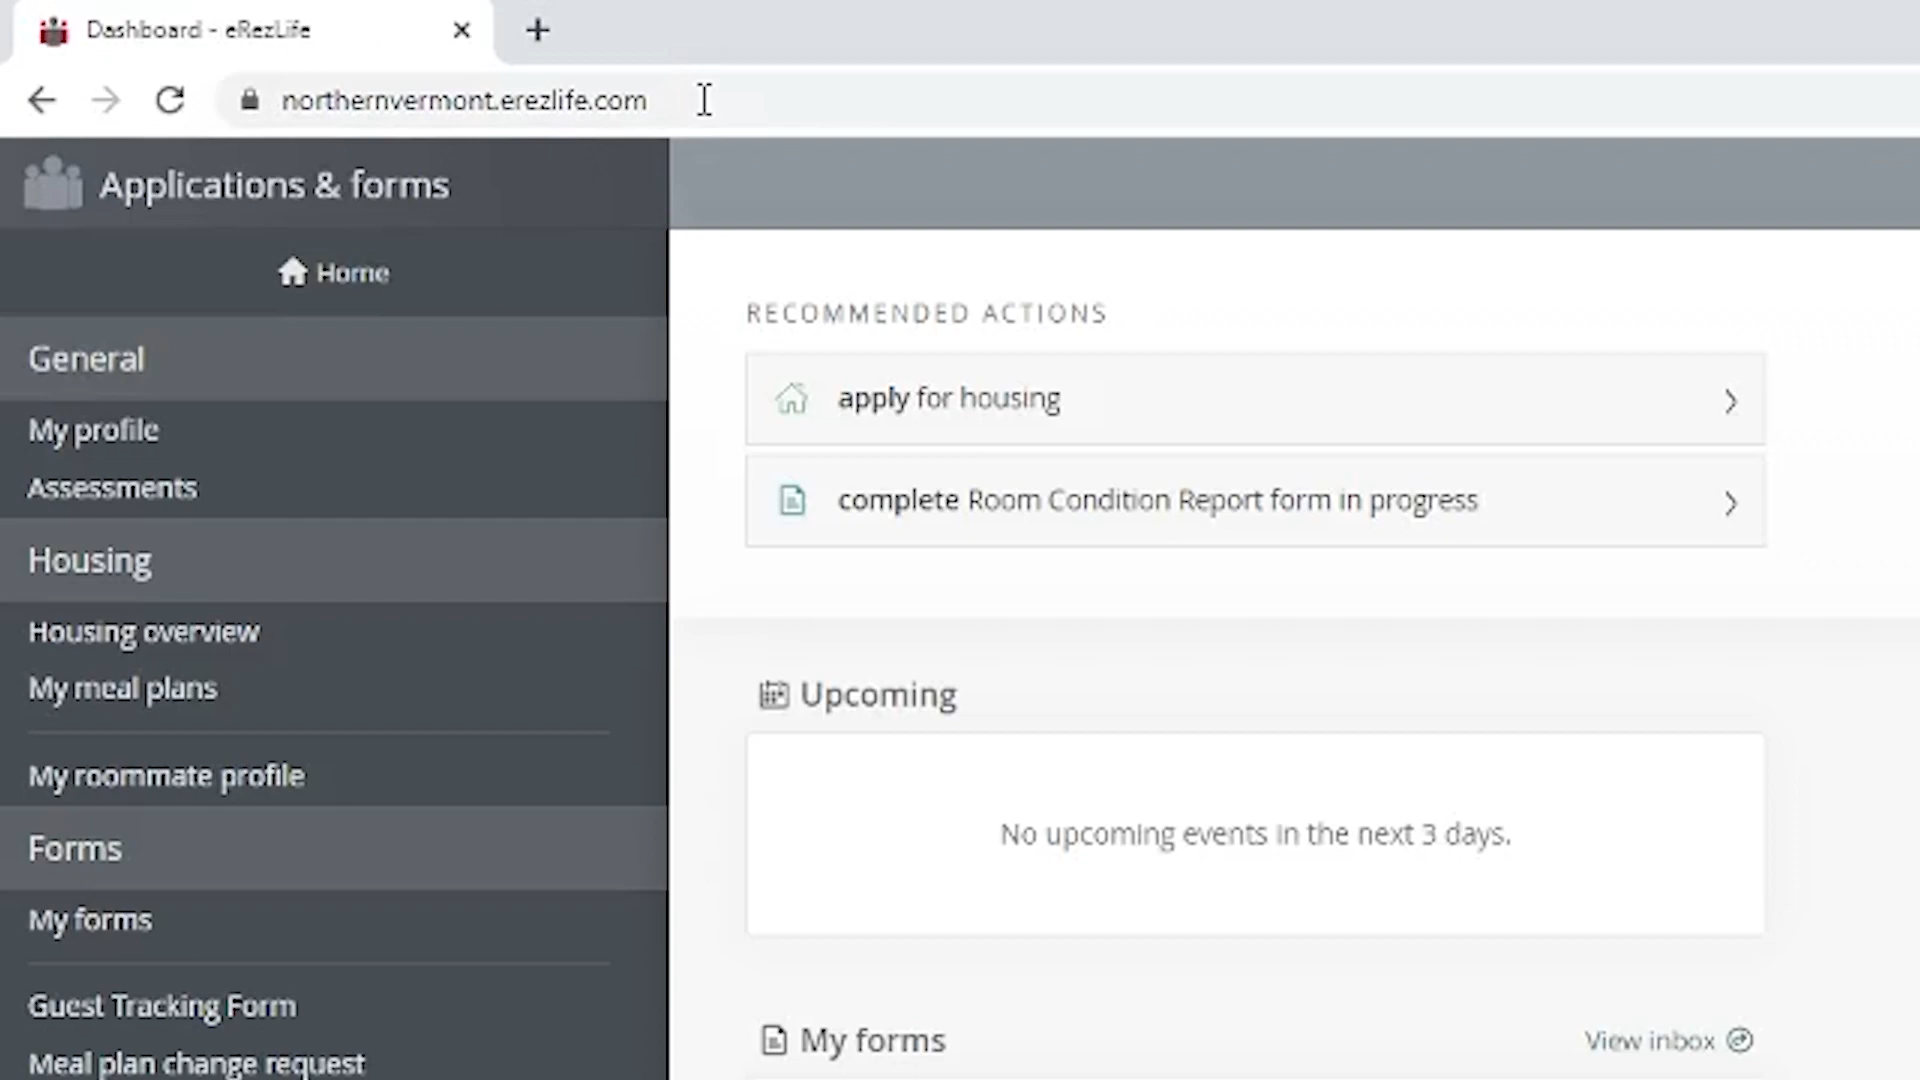 Dashboard - eRezLife
northernvermont.erezlife.com
Applications & forms
Home
General
My profile
Assessments
Housing
Housing overview
My meal plans
My roommate profile
Forms
My forms
Guest Tracking Form
Meal plan change request
RECOMMENDED ACTIONS
apply for housing
complete Room Condition Report form in progress
Upcoming
No upcoming events in the next 3 days.
My forms
View inbox